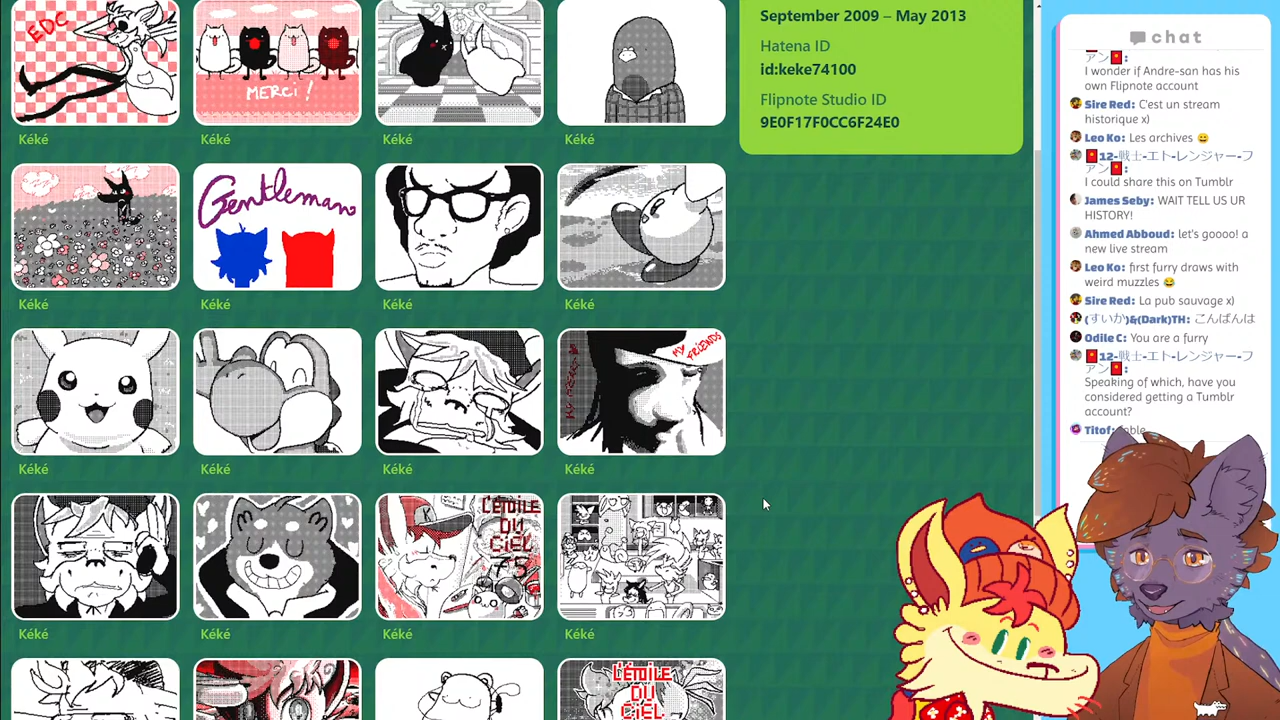 EDC
MERCI !
Kéké
Kéké
Kéké
Kéké
Gentleman
Kéké
Kéké
Kéké
Kéké
MY FRIENDS
Kéké
Kéké
Kéké
Kéké
K
L'ETOILE
DU
CIEL
75
Kéké
Kéké
Kéké
Kéké
L'ÉTOILE
DU
CIEL
September 2009 – May 2013
Hatena ID
id:keke74100
Flipnote Studio ID
9E0F17F0CC6F24E0
chat
アン🧧:
I wonder if Andre-san has his
own Flipnote account
Sire Red: C'est un stream
historique x)
Leo Ko: Les archives 😀
🧧12-戦士-エト-レンジャー-フ
ァン🧧:
I could share this on Tumblr
James Seby: WAIT TELL US UR
HISTORY!
Ahmed Abboud: let's goooo! a
new live stream
Leo Ko: first furry draws with
weird muzzles 😂
Sire Red: La pub sauvage x)
(すいか)&(Dark)TH: こんばんは
Odile C: You are a furry
🧧12-戦士-エト-レンジャー-フ
ァン🧧:
Speaking of which, have you
considered getting a Tumblr
account?
Titof: